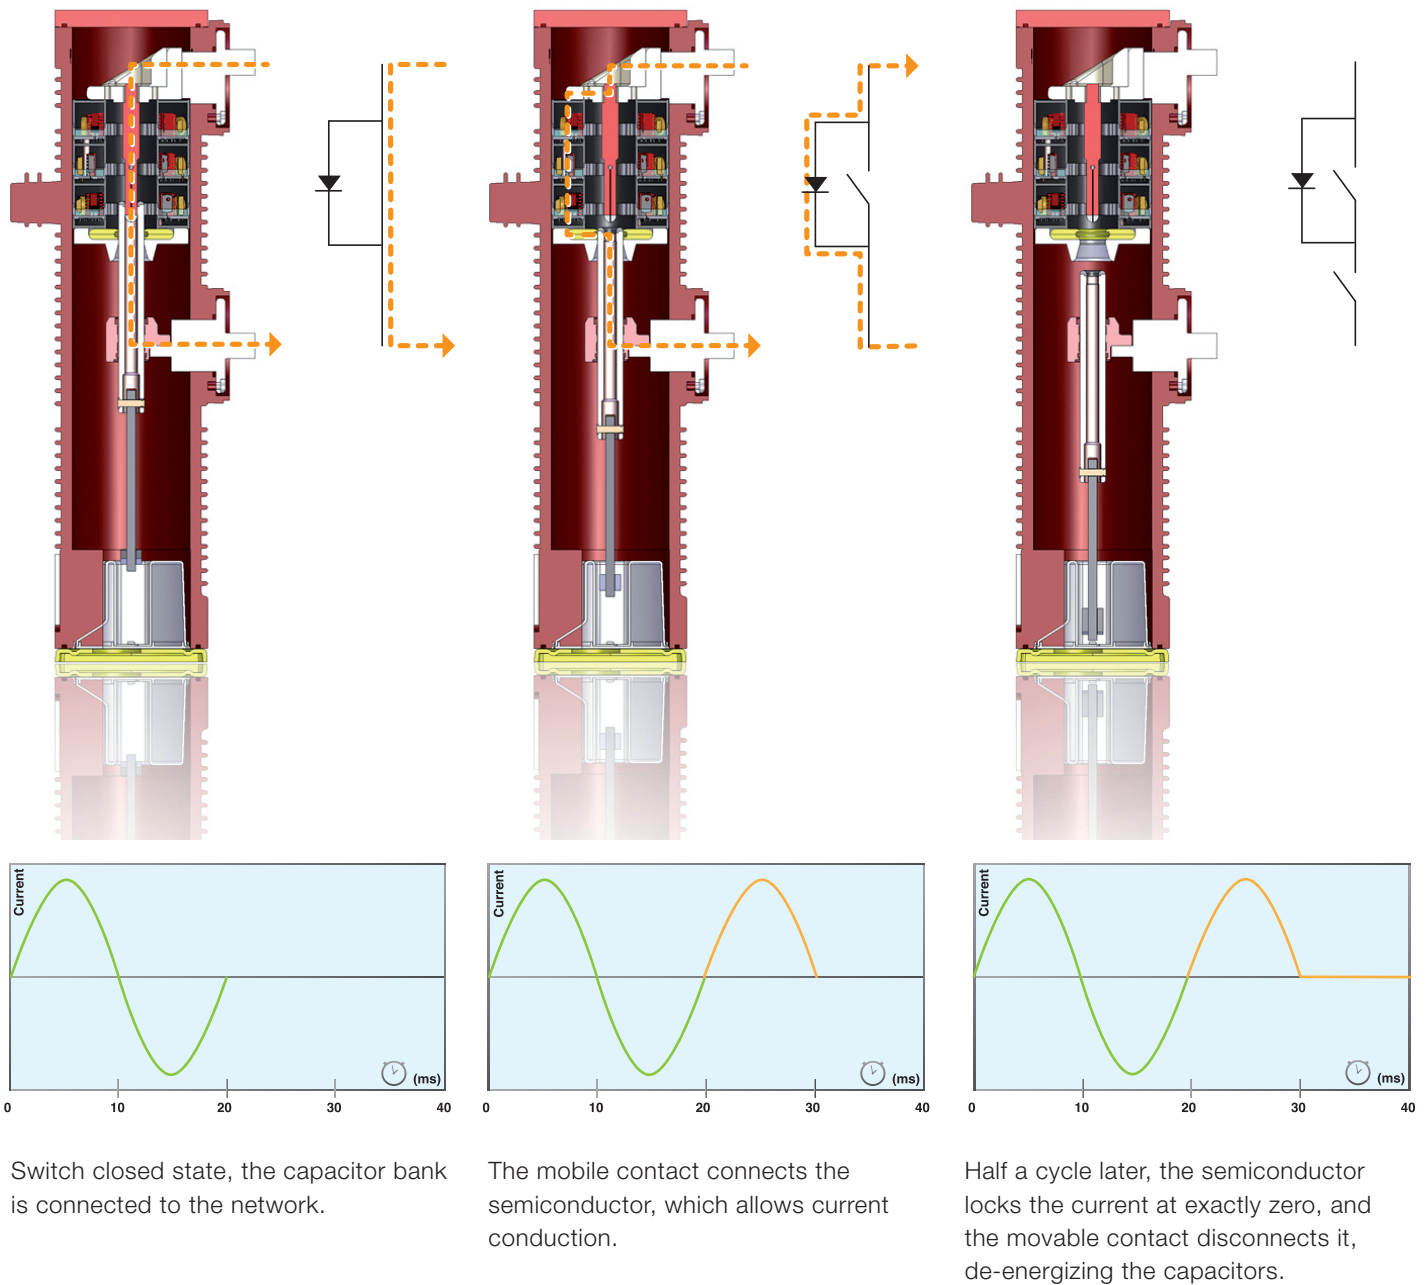 Current
(ms)
0 10 20 30 40
Current
(ms)
0 10 20 30 40
Current
(ms)
0 10 20 30 40
Switch closed state, the capacitor bank
is connected to the network.
The mobile contact connects the
semiconductor, which allows current
conduction.
Half a cycle later, the semiconductor
locks the current at exactly zero, and
the movable contact disconnects it,
de-energizing the capacitors.